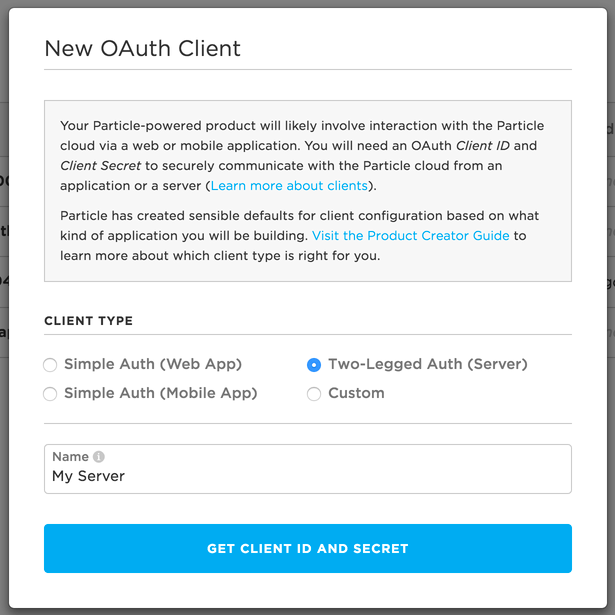 New OAuth Client
Your Particle-powered product will likely involve interaction with the Particle
cloud via a web or mobile application. You will need an OAuth Client ID and
Client Secret to securely communicate with the Particle cloud from an
application or a server (Learn more about clients).
Particle has created sensible defaults for client configuration based on what
kind of application you will be building. Visit the Product Creator Guide to
learn more about which client type is right for you.
CLIENT TYPE
Simple Auth (Web App)
Two-Legged Auth (Server)
Simple Auth (Mobile App)
Custom
Name
My Server
GET CLIENT ID AND SECRET